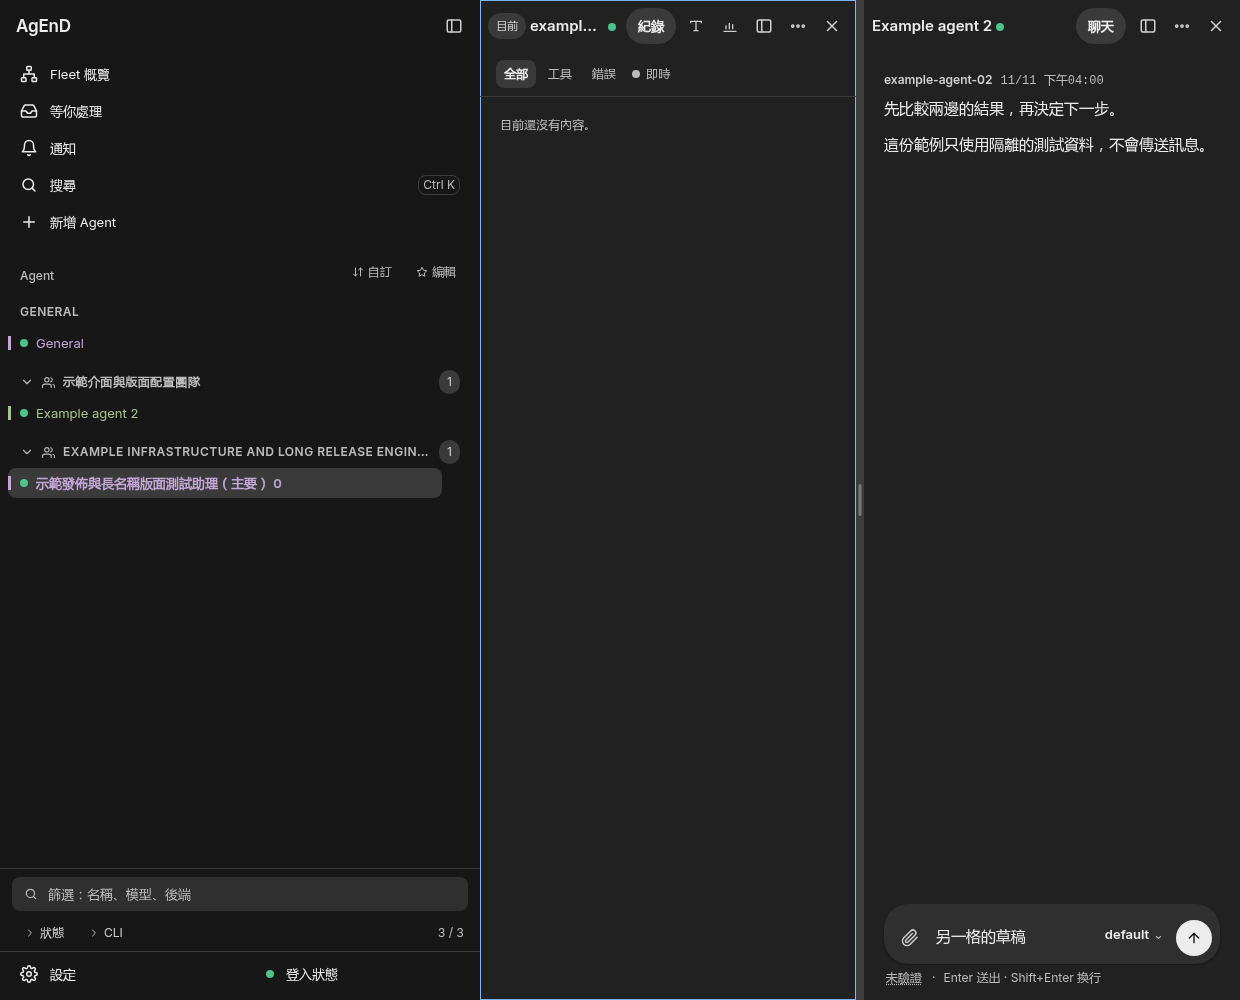 AgEnD
Fleet 概覽
等你處理
通知
搜尋
Ctrl K
新增 Agent
Agent
自訂
編輯
GENERAL
General
示範介面與版面配置團隊
1
Example agent 2
EXAMPLE INFRASTRUCTURE AND LONG RELEASE ENGIN...
1
示範發佈與長名稱版面測試助理（主要） 0
篩選：名稱、模型、後端
狀態
CLI
3 / 3
設定
登入狀態
目前
exampl...
紀錄
全部
工具
錯誤
即時
目前還沒有內容。
Example agent 2
聊天
example-agent-02 11/11 下午04:00
先比較兩邊的結果，再決定下一步。
這份範例只使用隔離的測試資料，不會傳送訊息。
另一格的草稿
default
未驗證 · Enter 送出 · Shift+Enter 換行